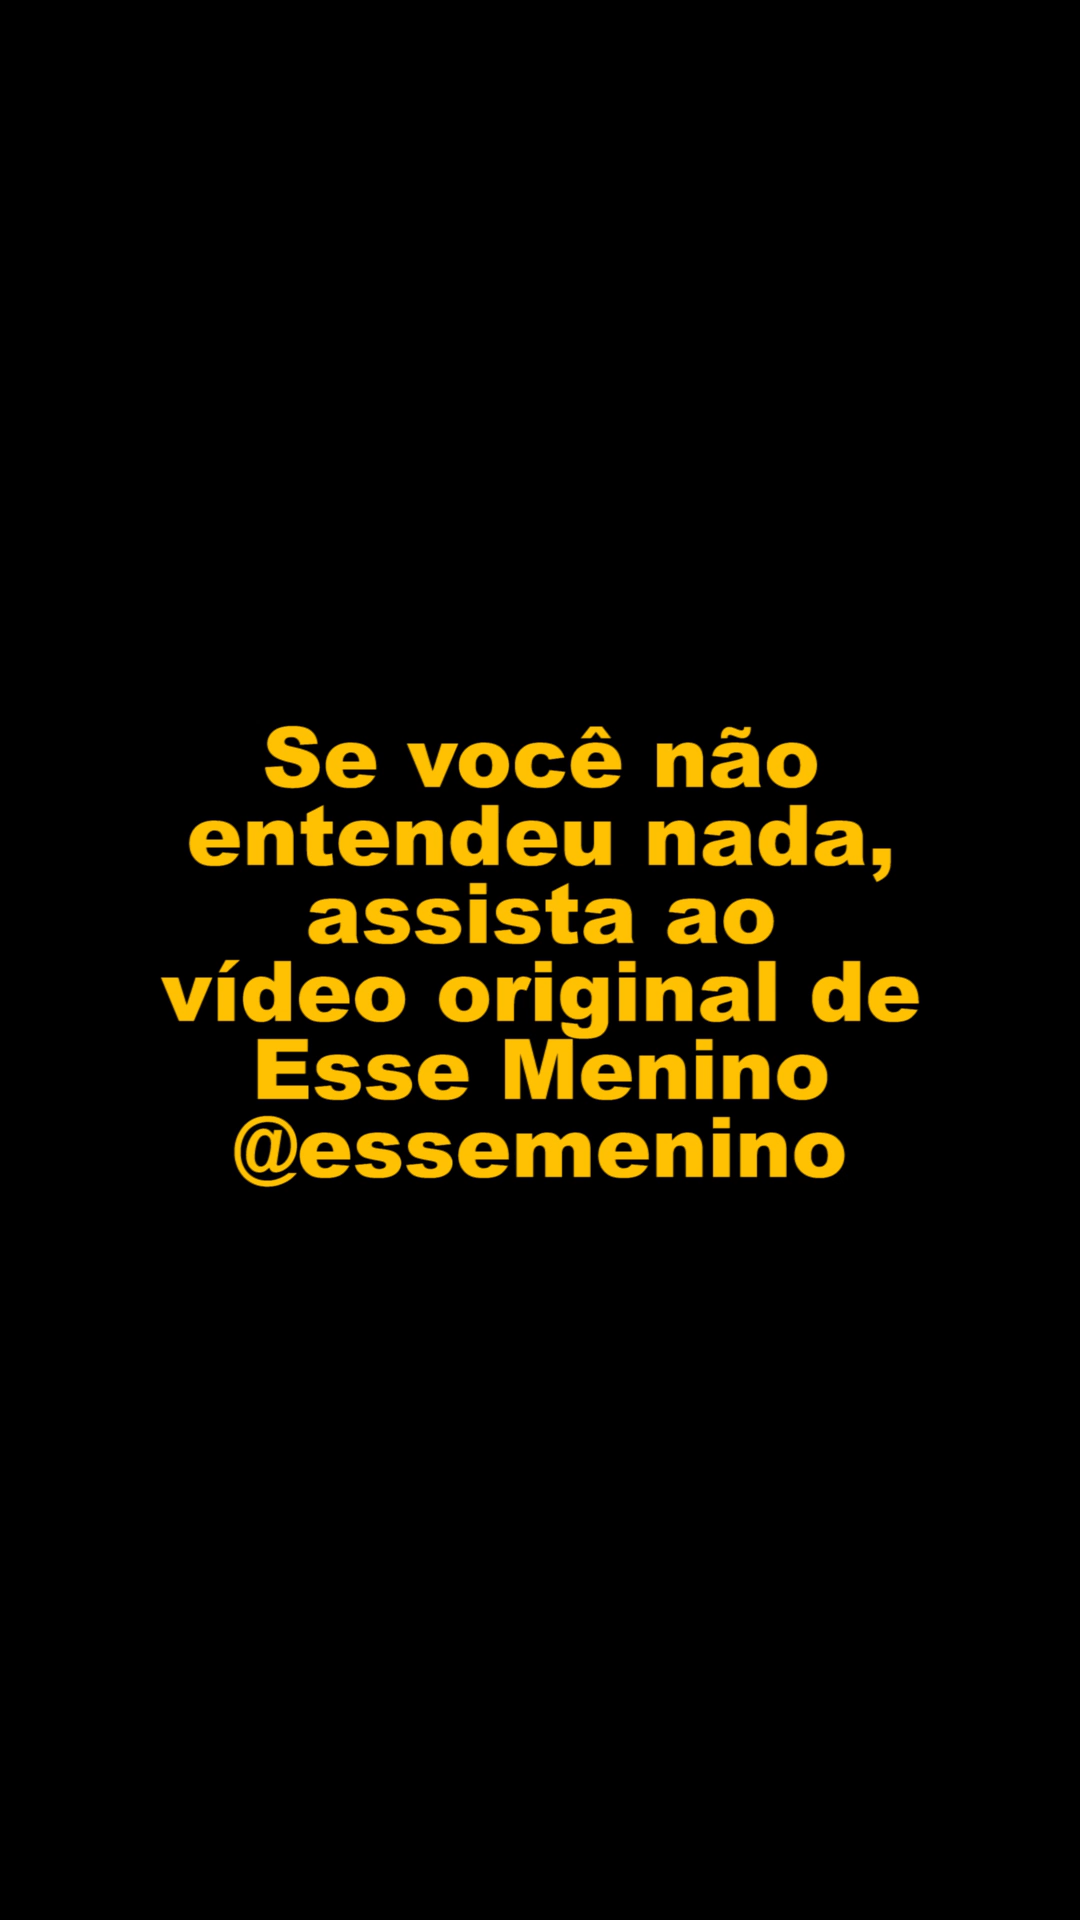 Se você não
entendeu nada,
assista ao
vídeo original de
Esse Menino
@essemenino